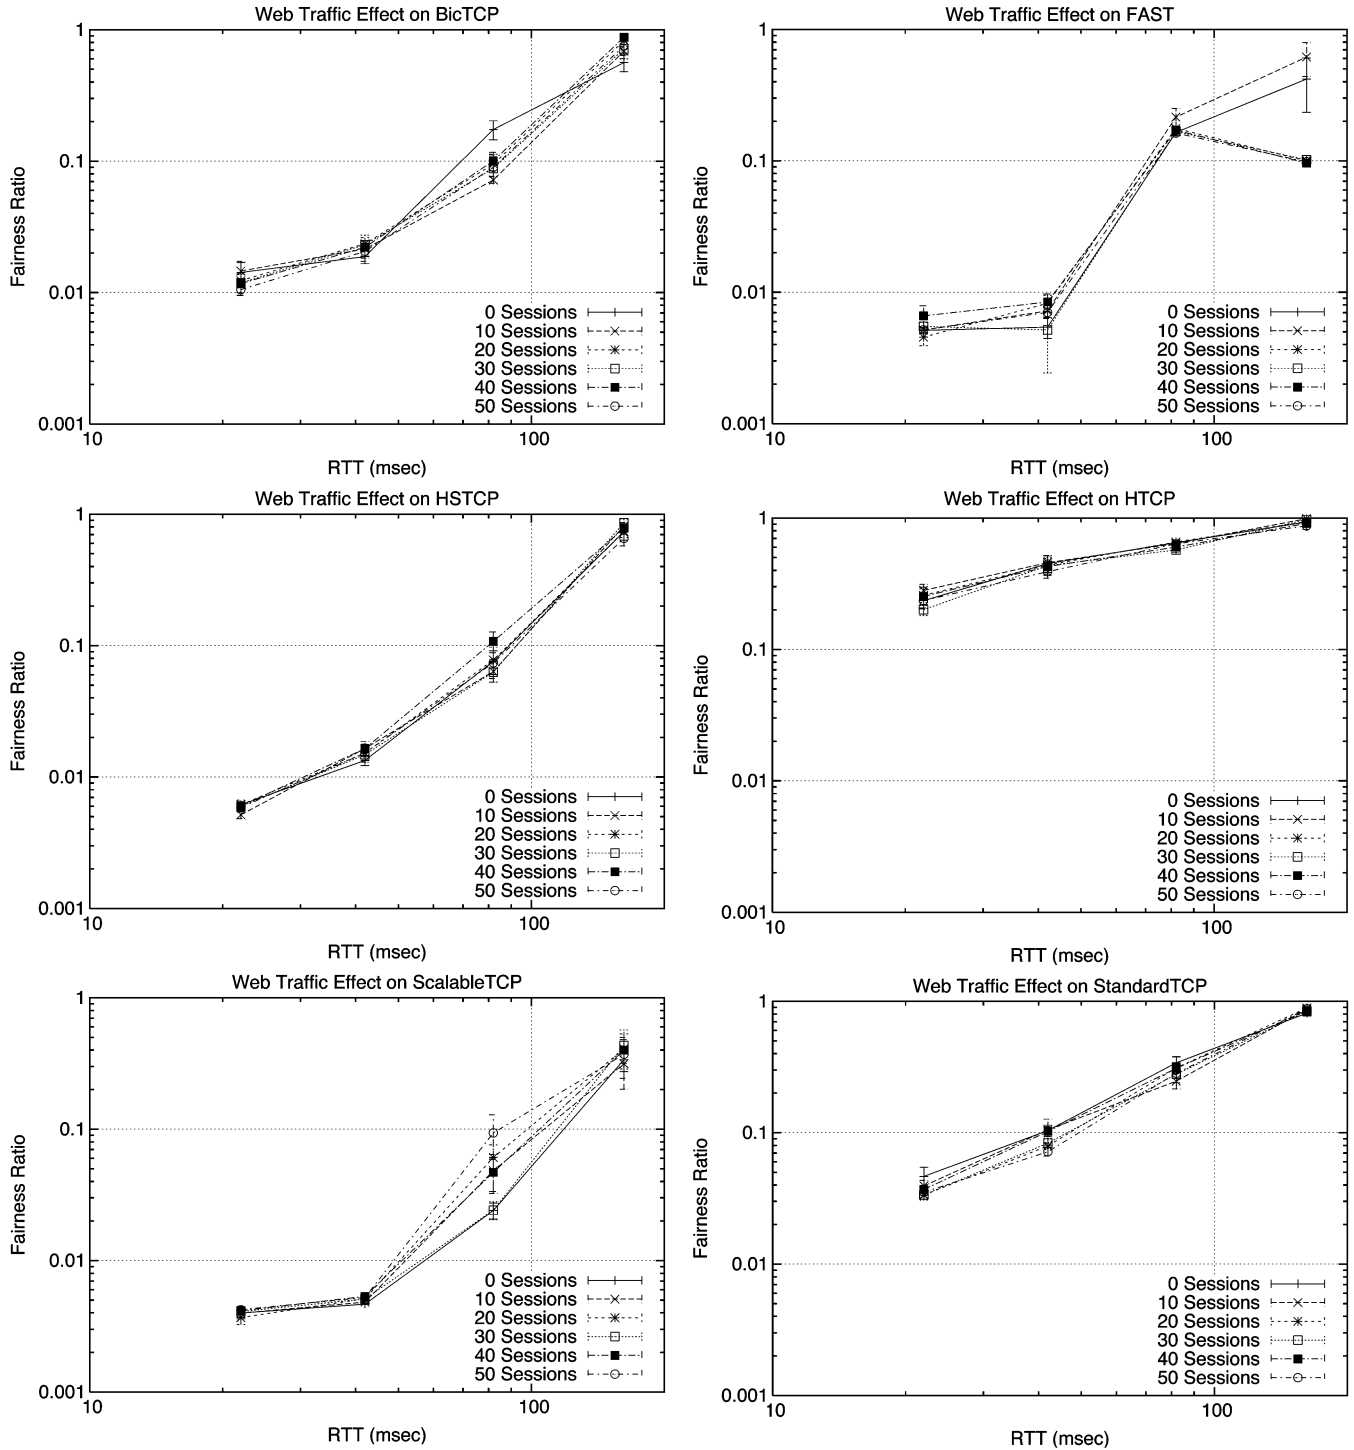 Web Traffic Effect on BicTCP
1
0.1
0.01
0.001
Fairness Ratio
0 Sessions
10 Sessions
20 Sessions
30 Sessions
40 Sessions
50 Sessions
10
100
RTT (msec)
Web Traffic Effect on FAST
1
0.1
0.01
0.001
Fairness Ratio
0 Sessions
10 Sessions
20 Sessions
30 Sessions
40 Sessions
50 Sessions
10
100
RTT (msec)
Web Traffic Effect on HSTCP
1
0.1
0.01
0.001
Fairness Ratio
0 Sessions
10 Sessions
20 Sessions
30 Sessions
40 Sessions
50 Sessions
10
100
RTT (msec)
Web Traffic Effect on HTCP
1
0.1
0.01
0.001
Fairness Ratio
0 Sessions
10 Sessions
20 Sessions
30 Sessions
40 Sessions
50 Sessions
10
100
RTT (msec)
Web Traffic Effect on ScalableTCP
1
0.1
0.01
0.001
Fairness Ratio
0 Sessions
10 Sessions
20 Sessions
30 Sessions
40 Sessions
50 Sessions
10
100
RTT (msec)
Web Traffic Effect on StandardTCP
1
0.1
0.01
0.001
Fairness Ratio
0 Sessions
10 Sessions
20 Sessions
30 Sessions
40 Sessions
50 Sessions
10
100
RTT (msec)